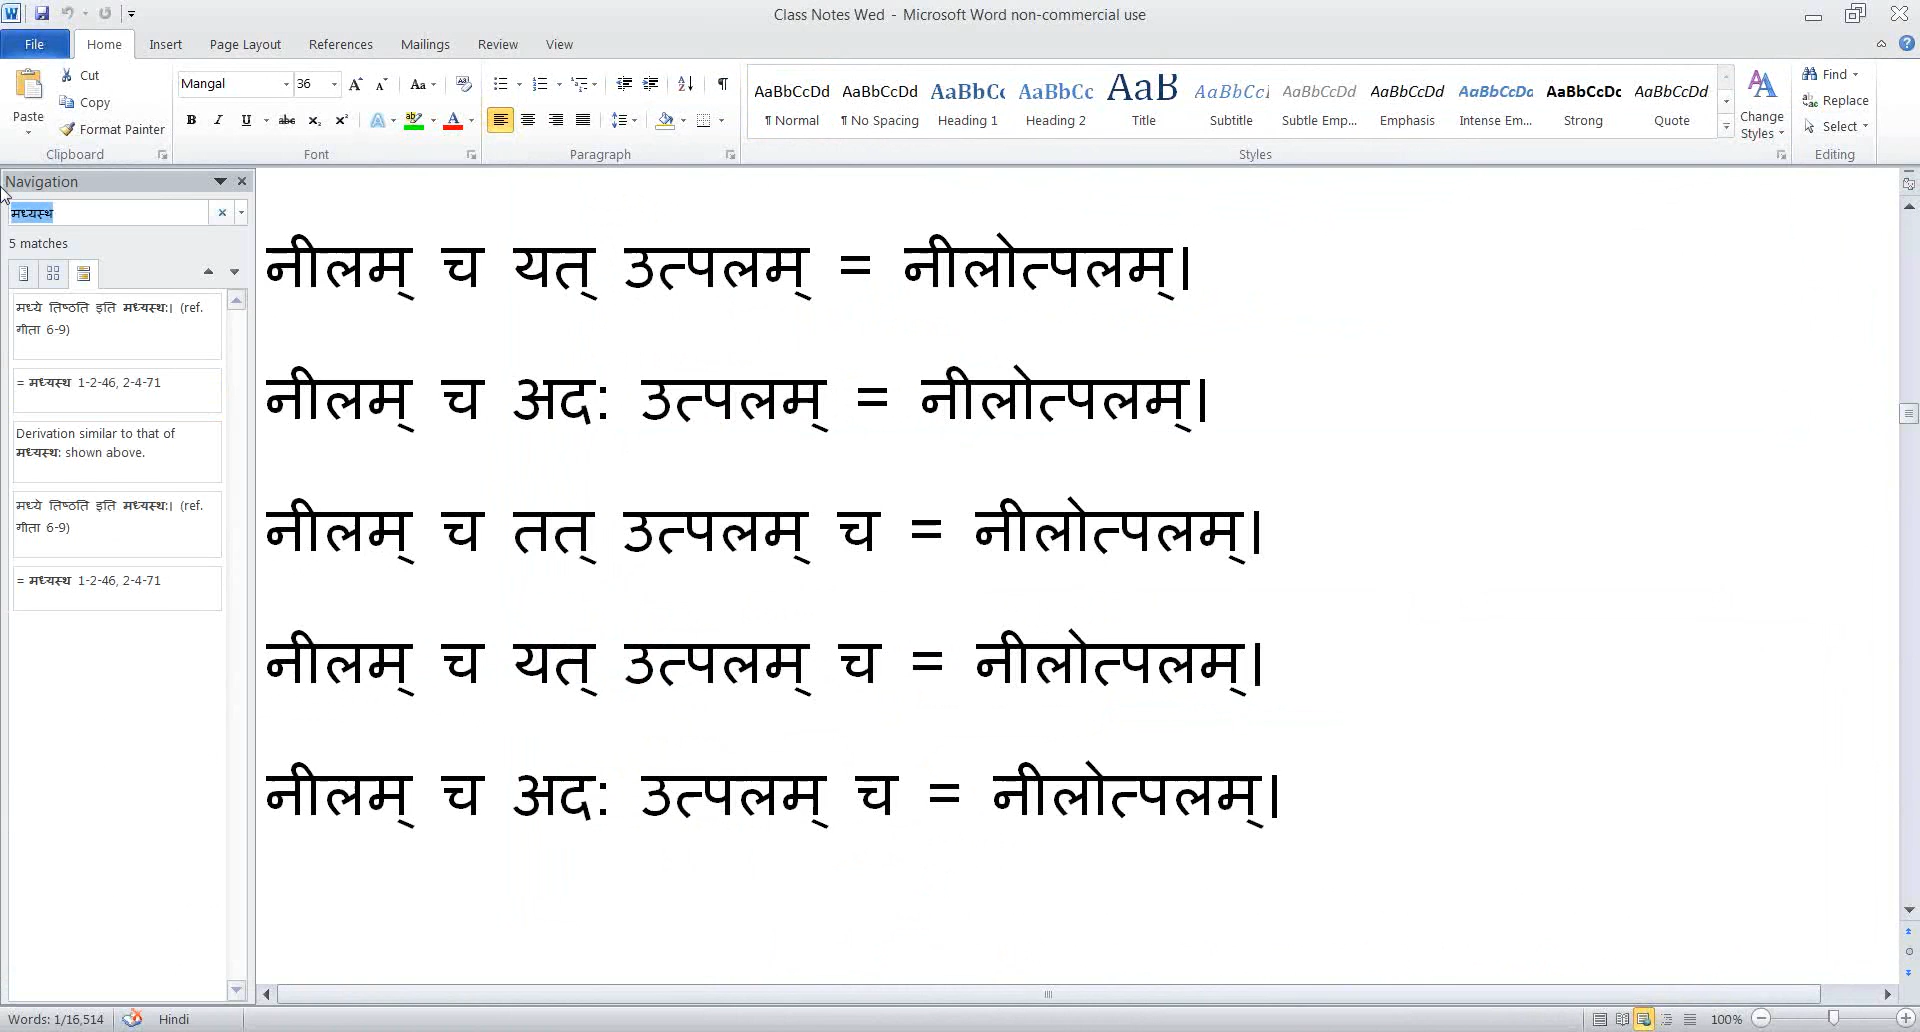 Class Notes Wed - Microsoft Word non-commercial use
File Home Insert Page Layout References Mailings Review View
Paste
Cut
Copy
Format Painter
Clipboard
Mangal 36
Font
Paragraph
AaBbCcDd AaBbCcDd AaBbCc AaBbCc AaB AaBbCcI AaBbCcDd AaBbCcDd AaBbCcDc AaBbCcDc AaBbCcDd
¶ Normal ¶ No Spacing Heading 1 Heading 2 Title Subtitle Subtle Emp... Emphasis Intense Em... Strong Quote
Styles
Change
Styles
Find
Replace
Select
Editing
Navigation
मध्यस्थ
5 matches
मध्ये तिष्ठति इति मध्यस्थः। (ref.
गीता 6-9)
= मध्यस्थ 1-2-46, 2-4-71
Derivation similar to that of
मध्यस्थः shown above.
मध्ये तिष्ठति इति मध्यस्थः। (ref.
गीता 6-9)
= मध्यस्थ 1-2-46, 2-4-71
नीलम् च यत् उत्पलम् = नीलोत्पलम्।
नीलम् च अदः उत्पलम् = नीलोत्पलम्।
नीलम् च तत् उत्पलम् च = नीलोत्पलम्।
नीलम् च यत् उत्पलम् च = नीलोत्पलम्।
नीलम् च अदः उत्पलम् च = नीलोत्पलम्।
Words: 1/16,514 Hindi 100%